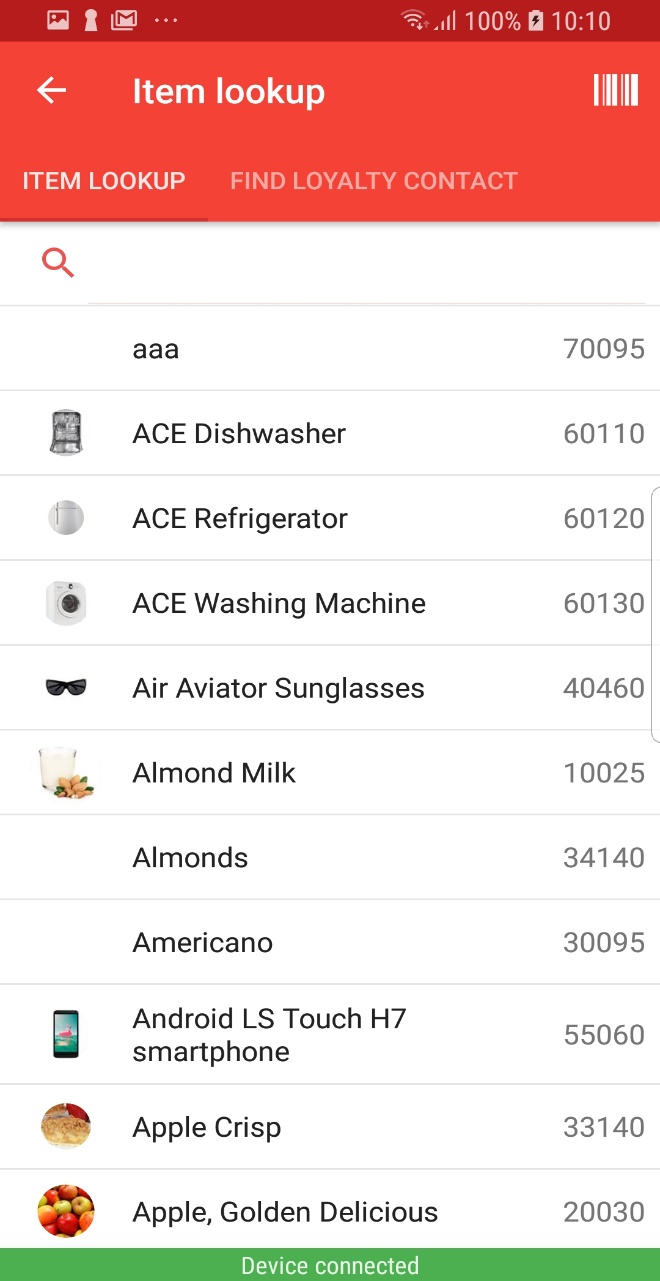 100% 10:10
Item lookup
ITEM LOOKUP FIND LOYALTY CONTACT
aaa 70095
ACE Dishwasher 60110
ACE Refrigerator 60120
ACE Washing Machine 60130
Air Aviator Sunglasses 40460
Almond Milk 10025
Almonds 34140
Americano 30095
Android LS Touch H7
smartphone 55060
Apple Crisp 33140
Apple, Golden Delicious 20030
Device connected